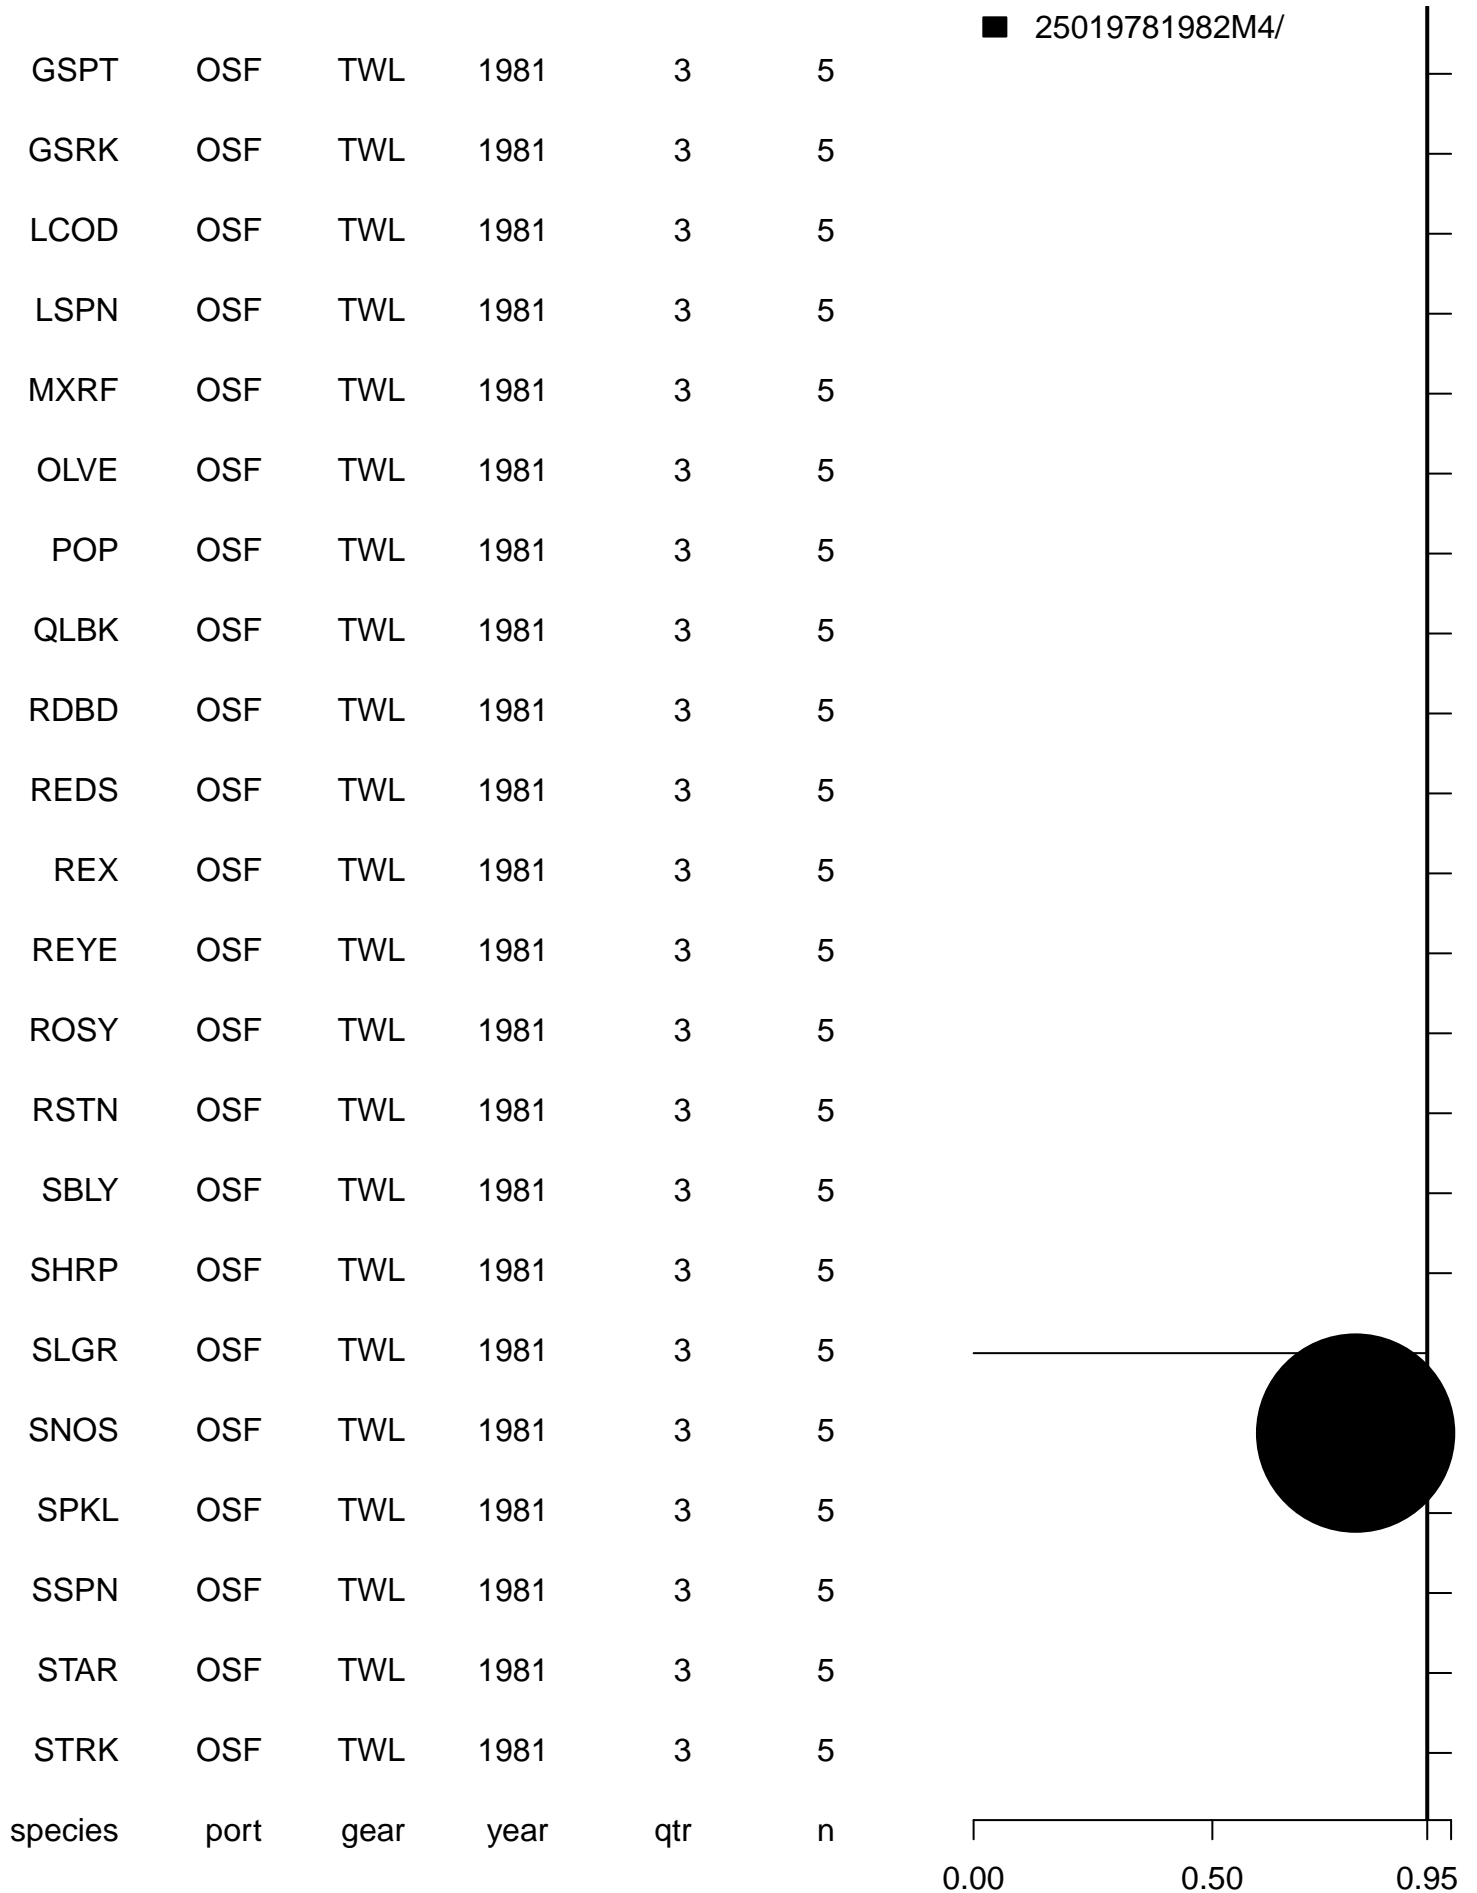 25019781982M4/
GSPT OSF TWL 1981 3 5
GSRK OSF TWL 1981 3 5
LCOD OSF TWL 1981 3 5
LSPN OSF TWL 1981 3 5
MXRF OSF TWL 1981 3 5
OLVE OSF TWL 1981 3 5
POP OSF TWL 1981 3 5
QLBK OSF TWL 1981 3 5
RDBD OSF TWL 1981 3 5
REDS OSF TWL 1981 3 5
REX OSF TWL 1981 3 5
REYE OSF TWL 1981 3 5
ROSY OSF TWL 1981 3 5
RSTN OSF TWL 1981 3 5
SBLY OSF TWL 1981 3 5
SHRP OSF TWL 1981 3 5
SLGR OSF TWL 1981 3 5
SNOS OSF TWL 1981 3 5
SPKL OSF TWL 1981 3 5
SSPN OSF TWL 1981 3 5
STAR OSF TWL 1981 3 5
STRK OSF TWL 1981 3 5
species port gear year qtr n
0.00 0.50 0.95